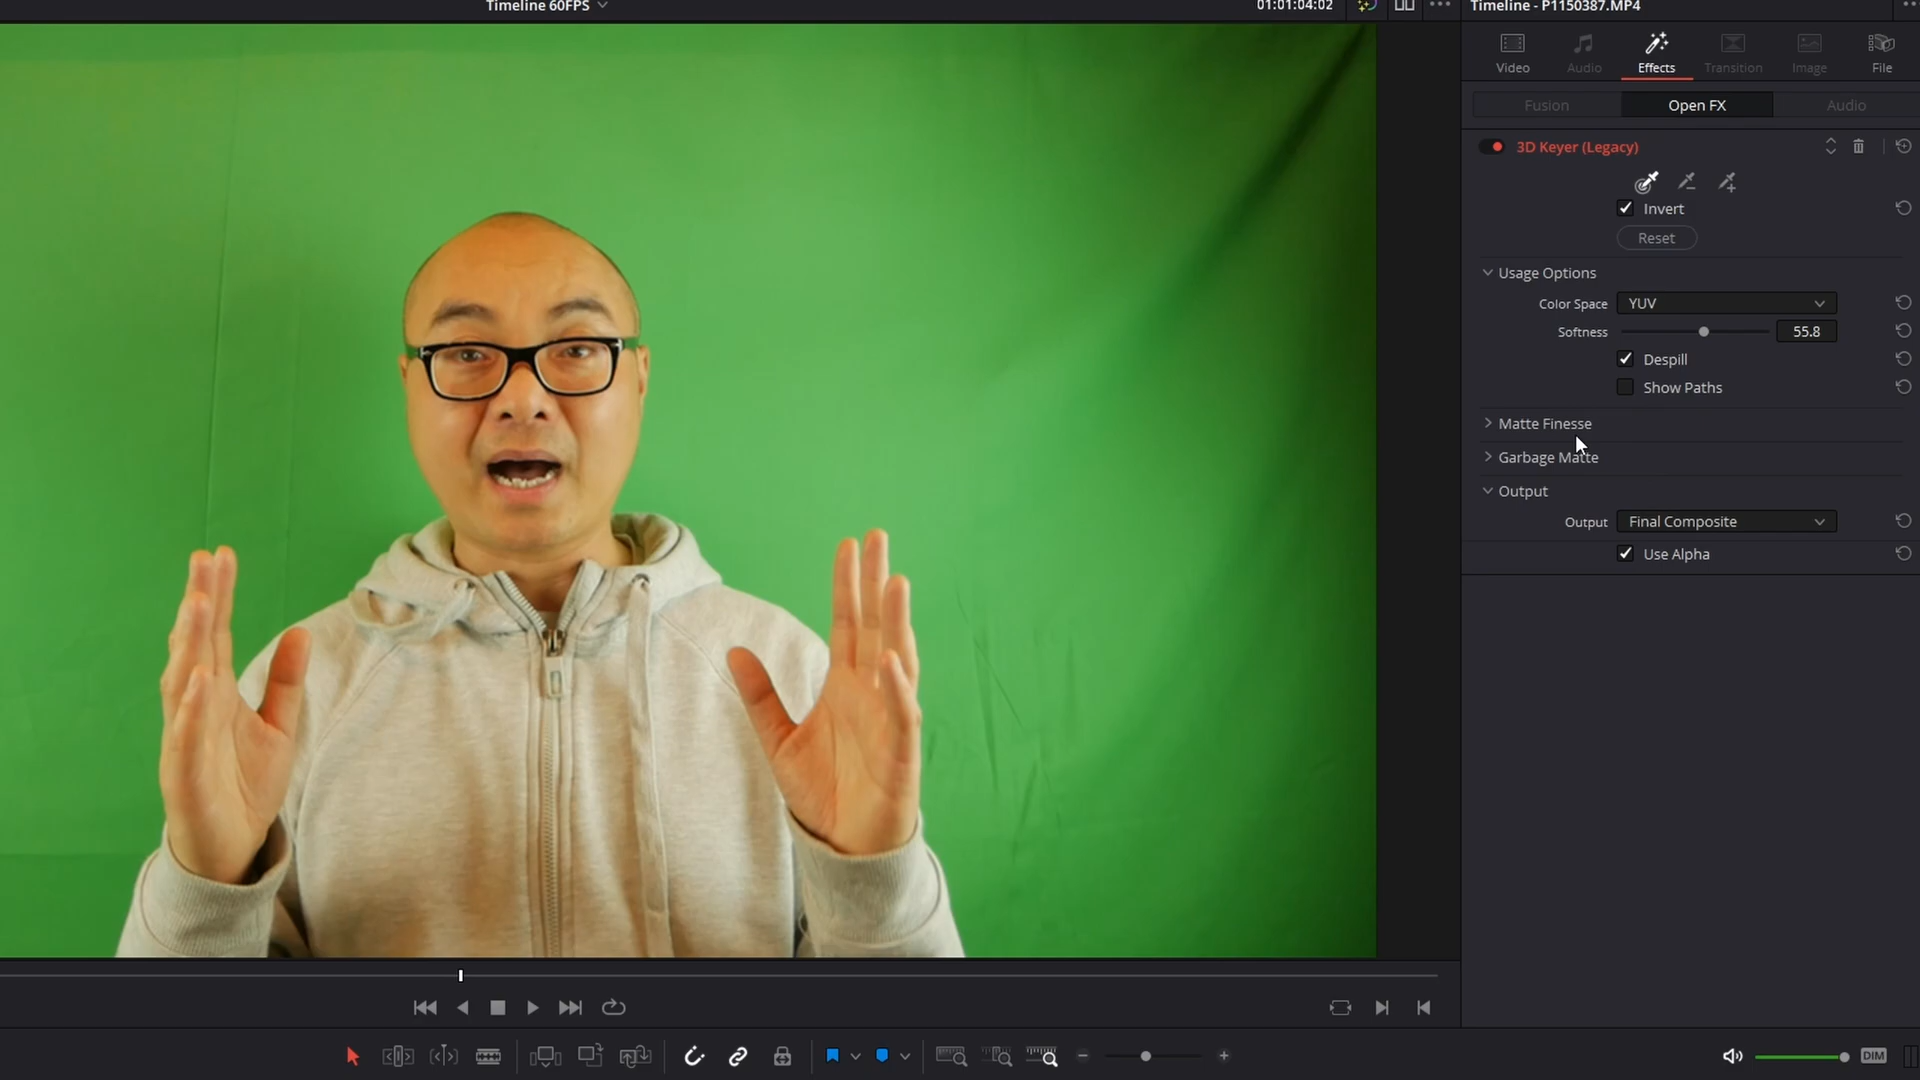 Timeline 60FPS
01:01:04:02
Timeline - P1150387.MP4
Video
Audio
Effects
Transition
Image
File
Fusion
Open FX
Audio
3D Keyer (Legacy)
Invert
Reset
Usage Options
Color Space
YUV
Softness
55.8
Despill
Show Paths
Matte Finesse
Garbage Matte
Output
Output
Final Composite
Use Alpha
DIM